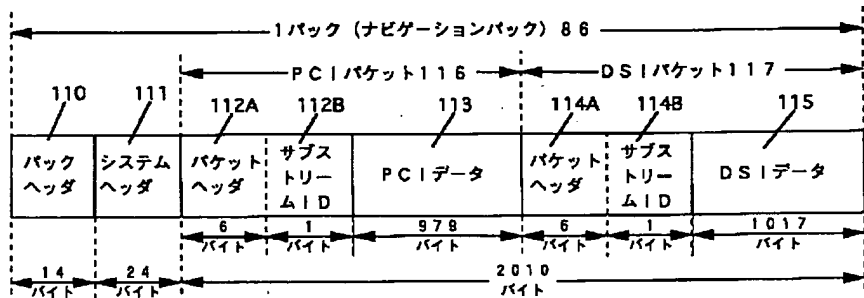 1パック (ナビゲーションパック) 86
PCIパケット116
DSIパケット117
110
111
112A
112B
113
114A
114B
115
パック
ヘッダ
システム
ヘッダ
パケット
ヘッダ
サブス
トリー
ムID
PCIデータ
パケット
ヘッダ
サブス
トリー
ムID
DSIデータ
6
バイト
1
バイト
979
バイト
6
バイト
1
バイト
1017
バイト
14
バイト
24
バイト
2010
バイト